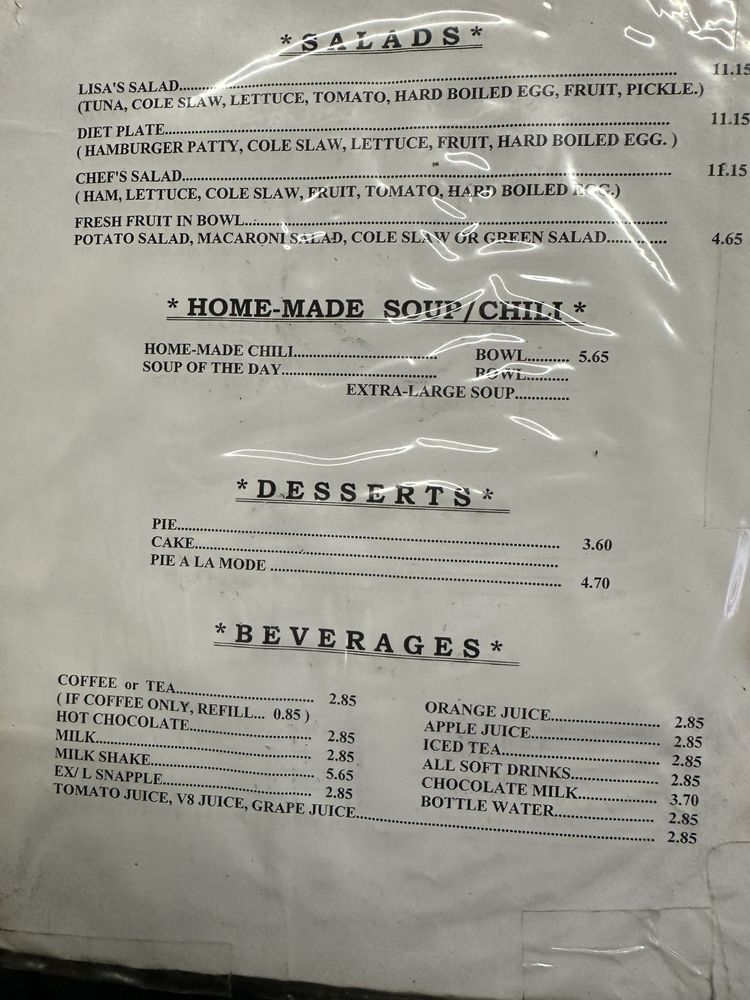 *SALADS*
LISA'S SALAD........................ 11.15
(TUNA, COLE SLAW, LETTUCE, TOMATO, HARD BOILED EGG, FRUIT, PICKLE.)
DIET PLATE........................ 11.15
( HAMBURGER PATTY, COLE SLAW, LETTUCE, FRUIT, HARD BOILED EGG. )
CHEF'S SALAD........................ 11.15
( HAM, LETTUCE, COLE SLAW, FRUIT, TOMATO, HARD BOILED EGG.)
FRESH FRUIT IN BOWL........................
POTATO SALAD, MACARONI SALAD, COLE SLAW OR GREEN SALAD............. 4.65
* HOME-MADE SOUP/CHILI *
HOME-MADE CHILI........................ BOWL.......... 5.65
SOUP OF THE DAY........................ BOWL..........
EXTRA-LARGE SOUP.............
*DESSERTS*
PIE........................ 3.60
CAKE........................
PIE A LA MODE ........................ 4.70
*BEVERAGES*
COFFEE or TEA........................ 2.85
( IF COFFEE ONLY, REFILL... 0.85 )
HOT CHOCOLATE........................ 2.85
MILK........................ 2.85
MILK SHAKE........................ 5.65
EX/ L SNAPPLE........................ 2.85
TOMATO JUICE, V8 JUICE, GRAPE JUICE........................ 2.85
ORANGE JUICE........................ 2.85
APPLE JUICE........................ 2.85
ICED TEA........................ 2.85
ALL SOFT DRINKS........................ 2.85
CHOCOLATE MILK.................... 3.70
BOTTLE WATER........................ 2.85